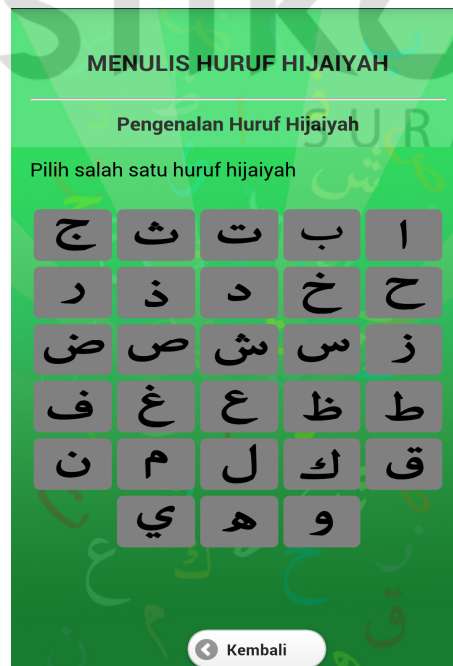 MENULIS HURUF HIJAIYAH
Pengenalan Huruf Hijaiyah
S U R
Pilih salah satu huruf hijaiyah
ا ب ت ث ج
ح خ د ذ ر
ز س ش ص ض
ط ظ ع غ ف
ق ك ل م ن
و ه ي
Kembali